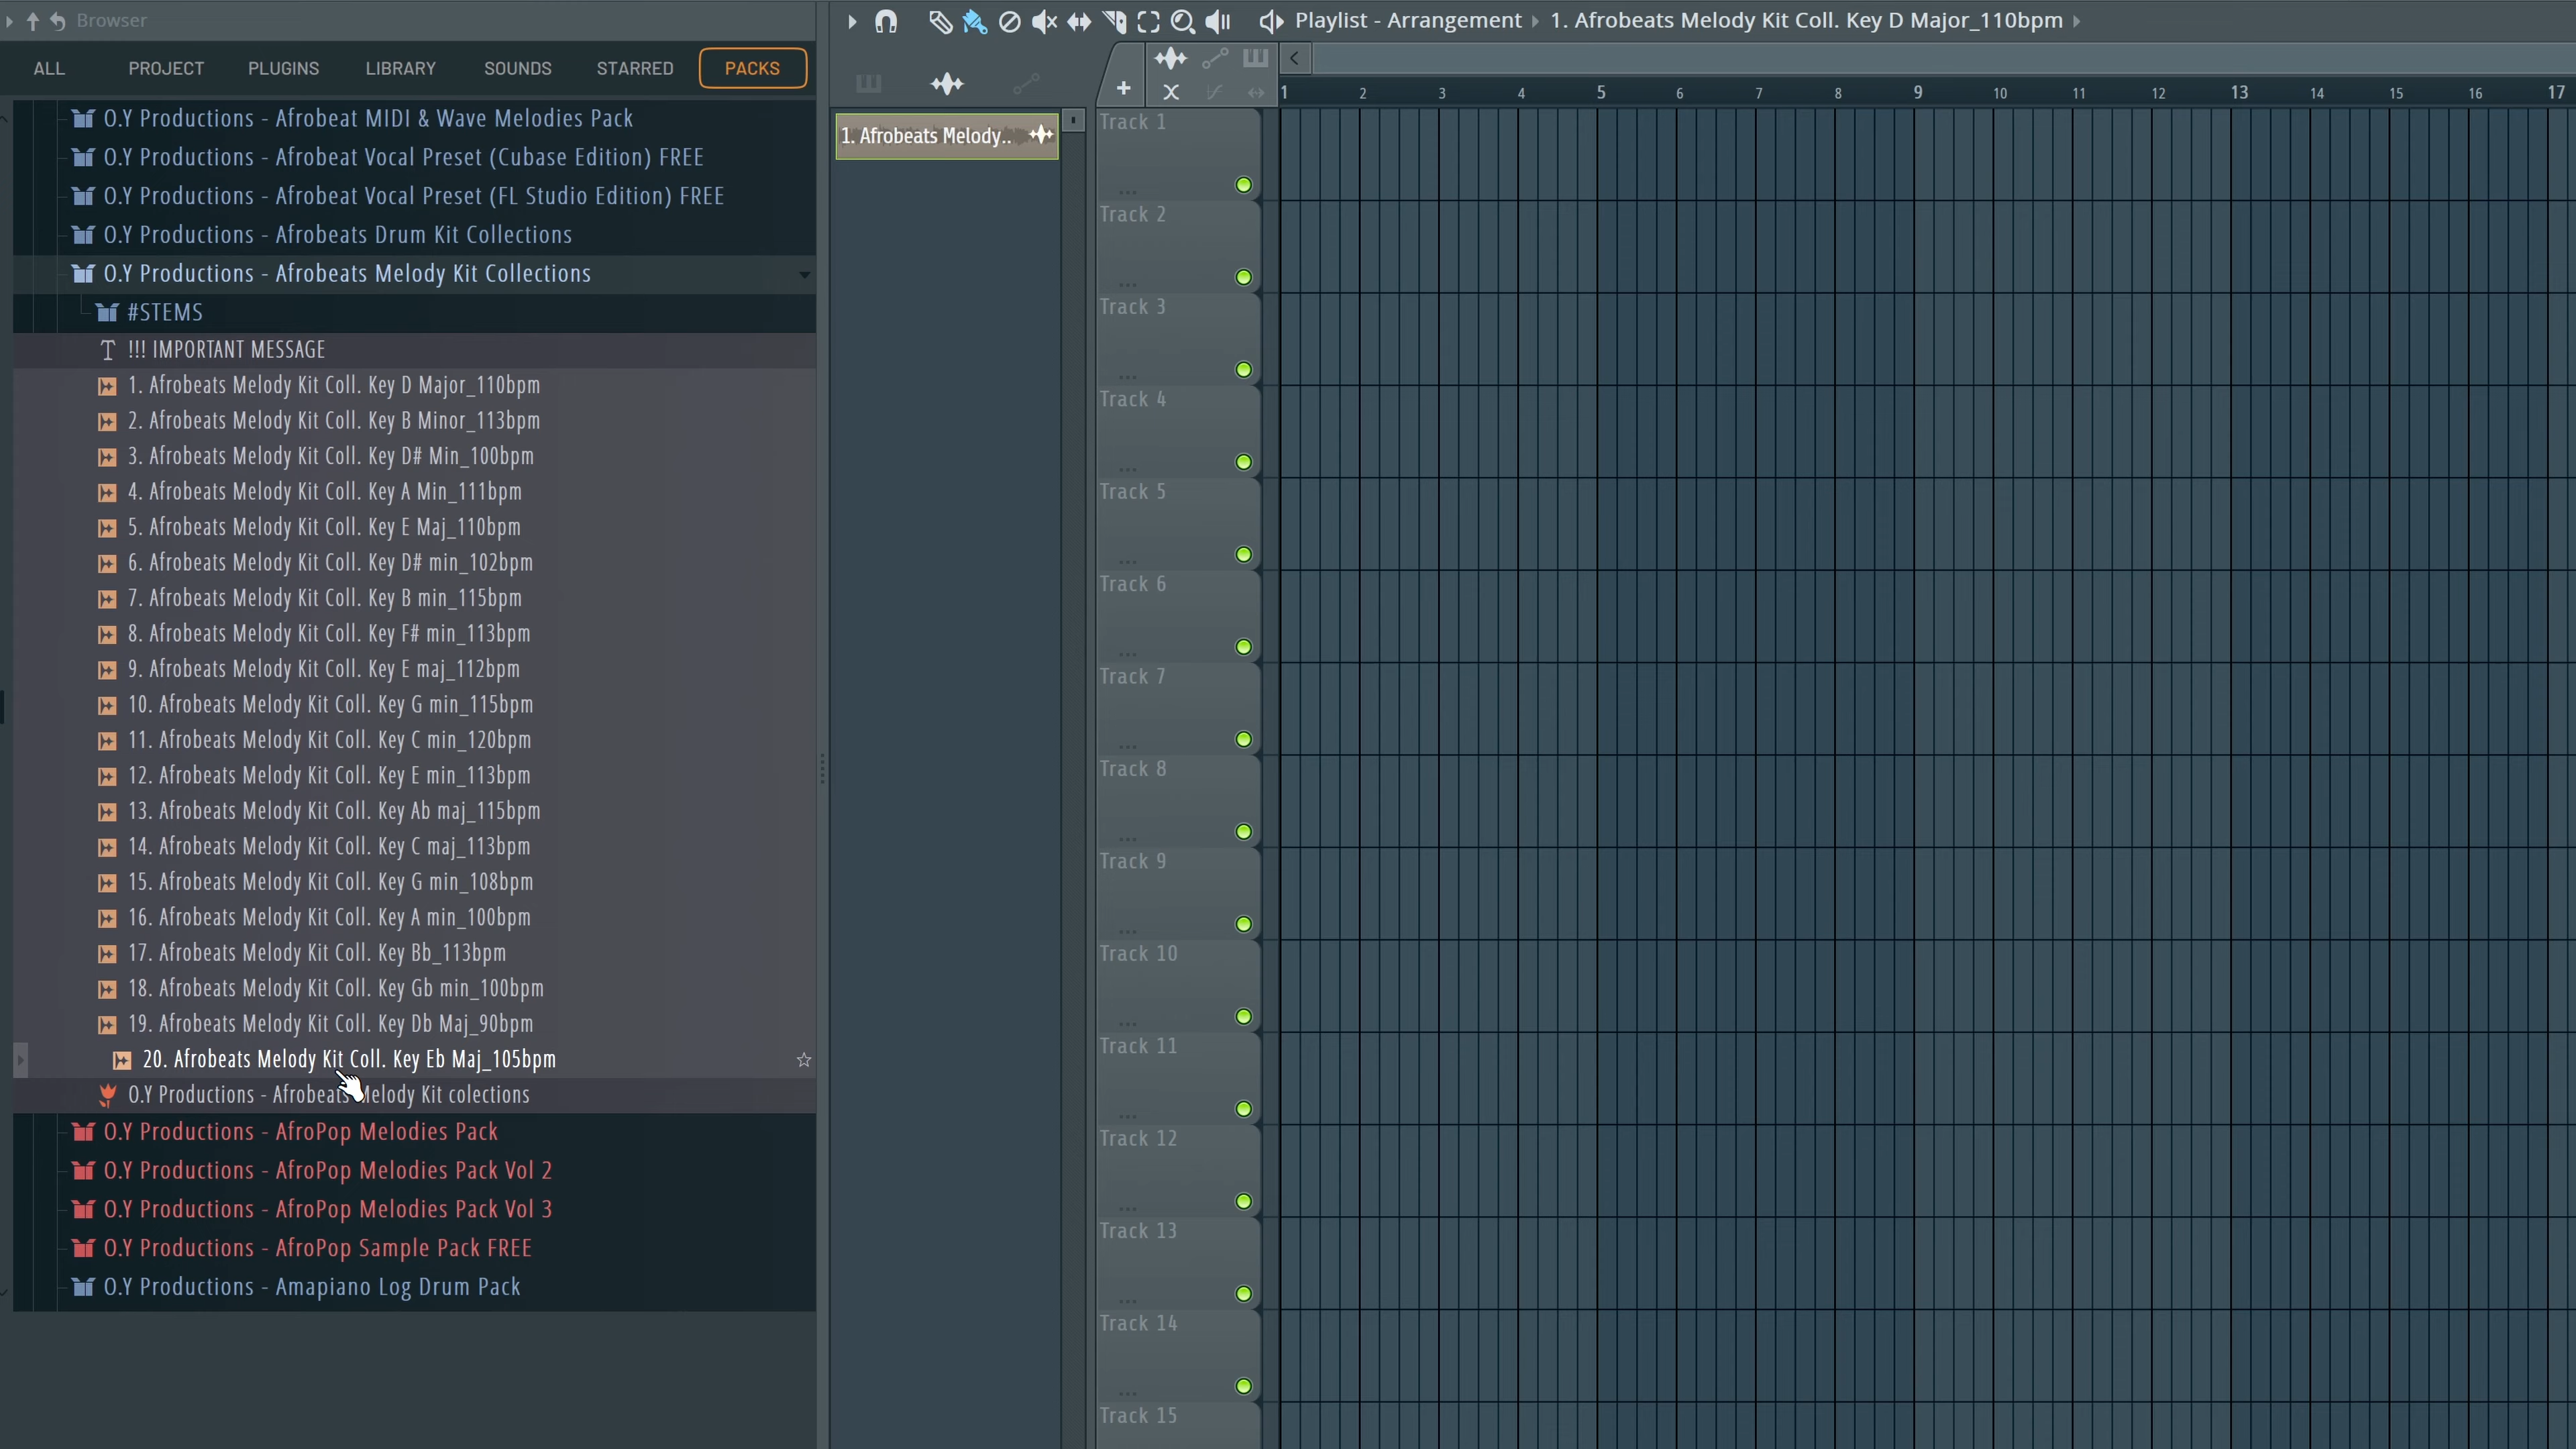 Browser
ALL PROJECT PLUGINS LIBRARY SOUNDS STARRED PACKS
O.Y Productions - Afrobeat MIDI & Wave Melodies Pack
O.Y Productions - Afrobeat Vocal Preset (Cubase Edition) FREE
O.Y Productions - Afrobeat Vocal Preset (FL Studio Edition) FREE
O.Y Productions - Afrobeats Drum Kit Collections
O.Y Productions - Afrobeats Melody Kit Collections
#STEMS
!!! IMPORTANT MESSAGE
1. Afrobeats Melody Kit Coll. Key D Major_110bpm
2. Afrobeats Melody Kit Coll. Key B Minor_113bpm
3. Afrobeats Melody Kit Coll. Key D# Min_100bpm
4. Afrobeats Melody Kit Coll. Key A Min_111bpm
5. Afrobeats Melody Kit Coll. Key E Maj_110bpm
6. Afrobeats Melody Kit Coll. Key D# min_102bpm
7. Afrobeats Melody Kit Coll. Key B min_115bpm
8. Afrobeats Melody Kit Coll. Key F# min_113bpm
9. Afrobeats Melody Kit Coll. Key E maj_112bpm
10. Afrobeats Melody Kit Coll. Key G min_115bpm
11. Afrobeats Melody Kit Coll. Key C min_120bpm
12. Afrobeats Melody Kit Coll. Key E min_113bpm
13. Afrobeats Melody Kit Coll. Key Ab maj_115bpm
14. Afrobeats Melody Kit Coll. Key C maj_113bpm
15. Afrobeats Melody Kit Coll. Key G min_108bpm
16. Afrobeats Melody Kit Coll. Key A min_100bpm
17. Afrobeats Melody Kit Coll. Key Bb_113bpm
18. Afrobeats Melody Kit Coll. Key Gb min_100bpm
19. Afrobeats Melody Kit Coll. Key Db Maj_90bpm
20. Afrobeats Melody Kit Coll. Key Eb Maj_105bpm
O.Y Productions - Afrobeats Melody Kit colections
O.Y Productions - AfroPop Melodies Pack
O.Y Productions - AfroPop Melodies Pack Vol 2
O.Y Productions - AfroPop Melodies Pack Vol 3
O.Y Productions - AfroPop Sample Pack FREE
O.Y Productions - Amapiano Log Drum Pack
Playlist - Arrangement 1. Afrobeats Melody Kit Coll. Key D Major_110bpm
1 2 3 4 5 6 7 8 9 10 11 12 13 14 15 16 17
1. Afrobeats Melody..
Track 1
Track 2
Track 3
Track 4
Track 5
Track 6
Track 7
Track 8
Track 9
Track 10
Track 11
Track 12
Track 13
Track 14
Track 15